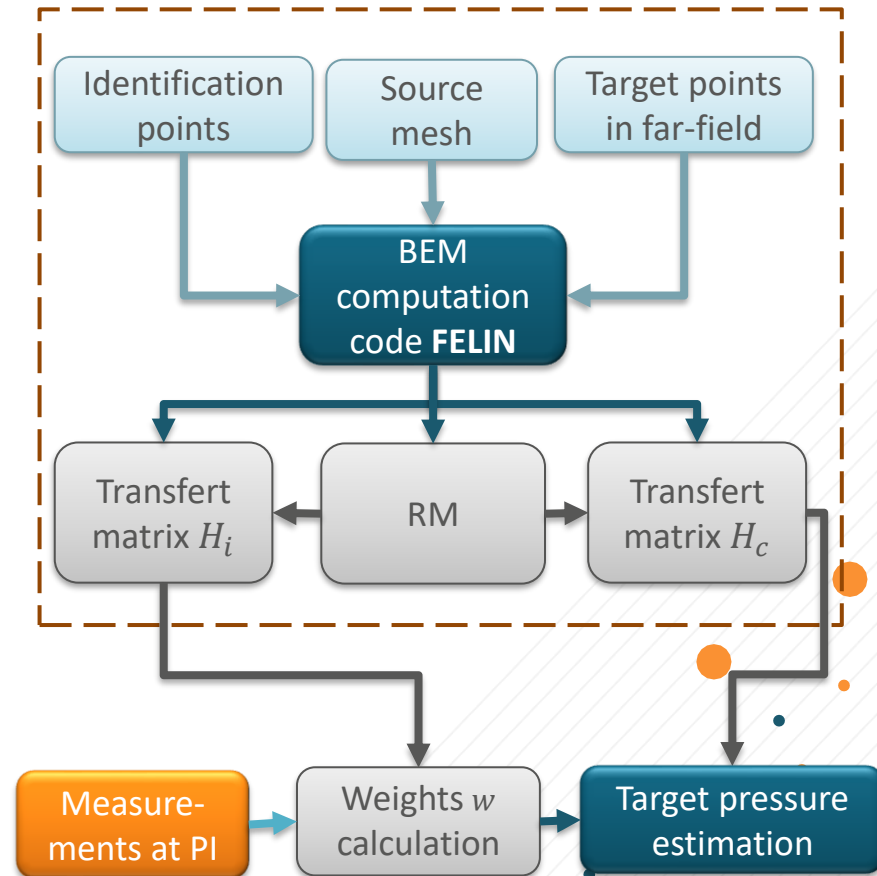 Identification
points
Source
mesh
Target points
in far-field
BEM
computation
code FELIN
Transfert
matrix H_i
RM
Transfert
matrix H_c
Measure-
ments at PI
Weights w
calculation
Target pressure
estimation